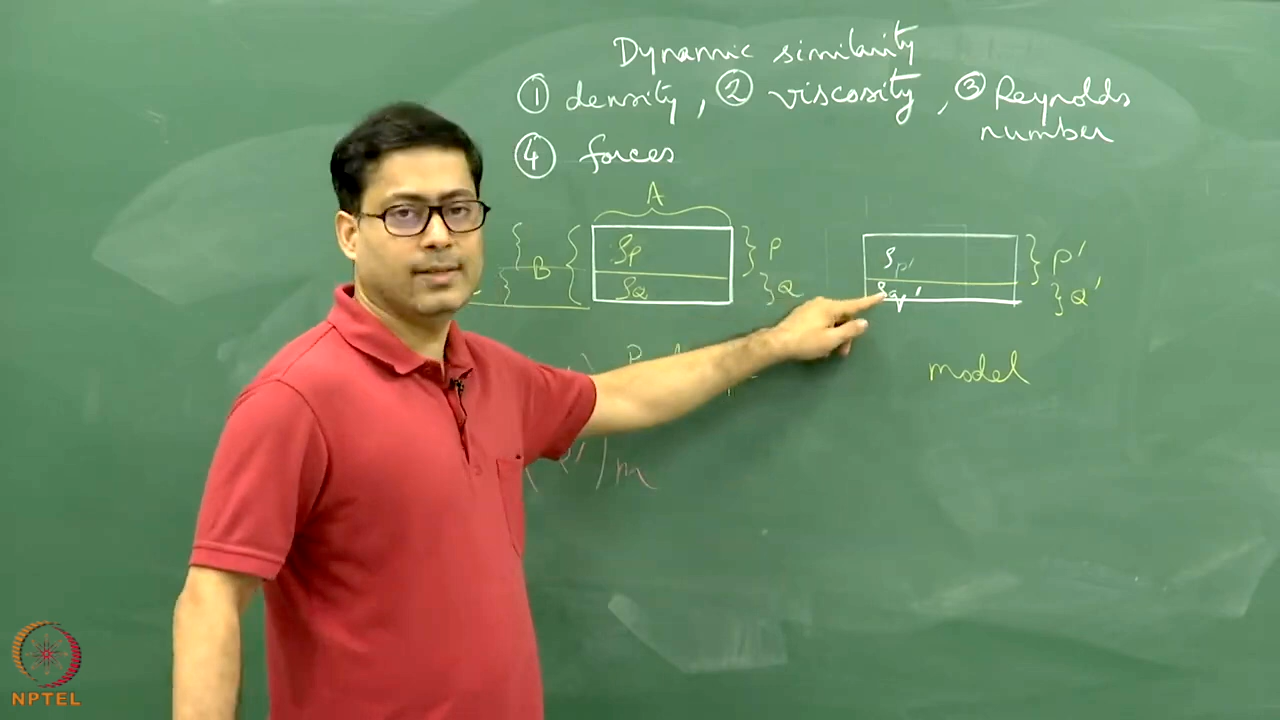 Dynamic similarity
① density, ② viscosity, ③ Reynolds
number
④ forces
A
B ρP P ρP' P'
ρQ Q ρQ' Q'
model
m
NPTEL